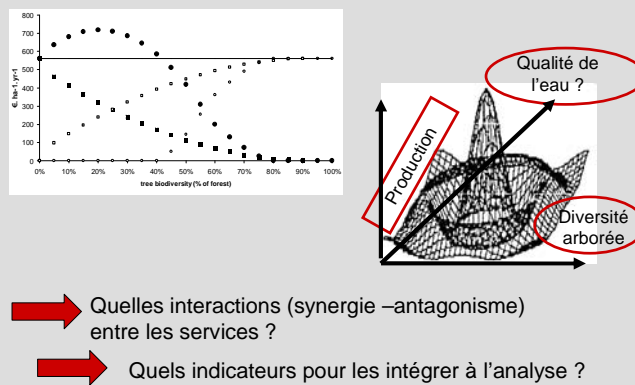 800
700
600
500
400
300
200
100
0
€. ha-1. yr-1
0% 10% 20% 30% 40% 50% 60% 70% 80% 90% 100%
tree biodiversity (% of forest)
Qualité de
l'eau ?
Production
Diversité
arborée
Quelles interactions (synergie –antagonisme)
entre les services ?
Quels indicateurs pour les intégrer à l'analyse ?